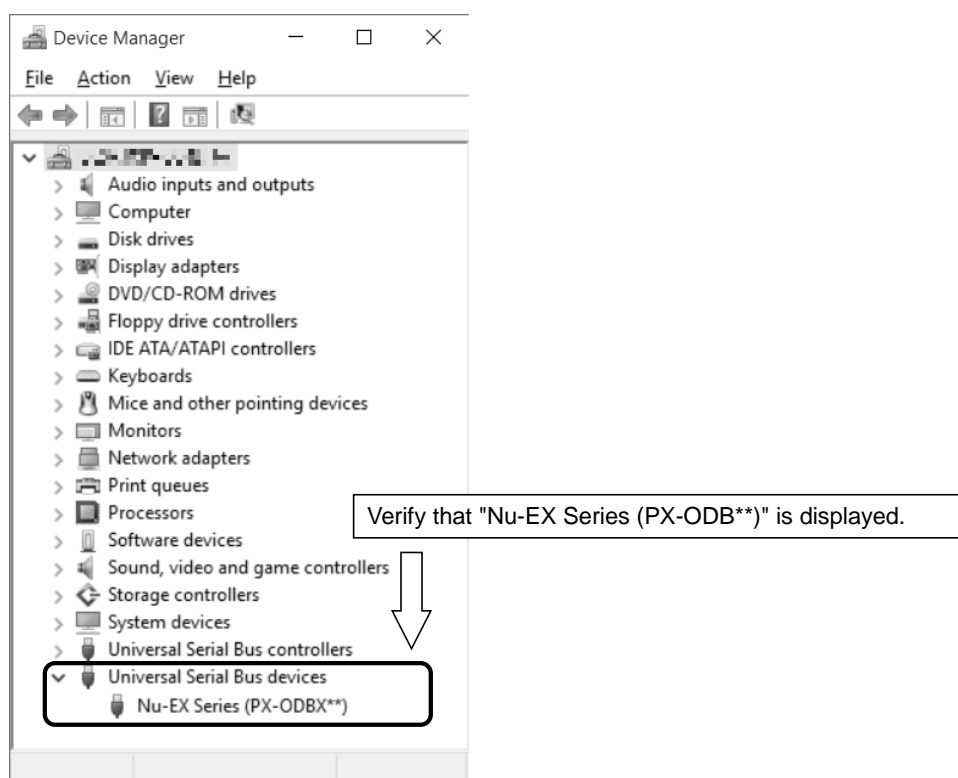 Device Manager
File Action View Help
Audio inputs and outputs
Computer
Disk drives
Display adapters
DVD/CD-ROM drives
Floppy drive controllers
IDE ATA/ATAPI controllers
Keyboards
Mice and other pointing devices
Monitors
Network adapters
Print queues
Processors
Verify that "Nu-EX Series (PX-ODB**)" is displayed.
Software devices
Sound, video and game controllers
Storage controllers
System devices
Universal Serial Bus controllers
Universal Serial Bus devices
Nu-EX Series (PX-ODBX**)